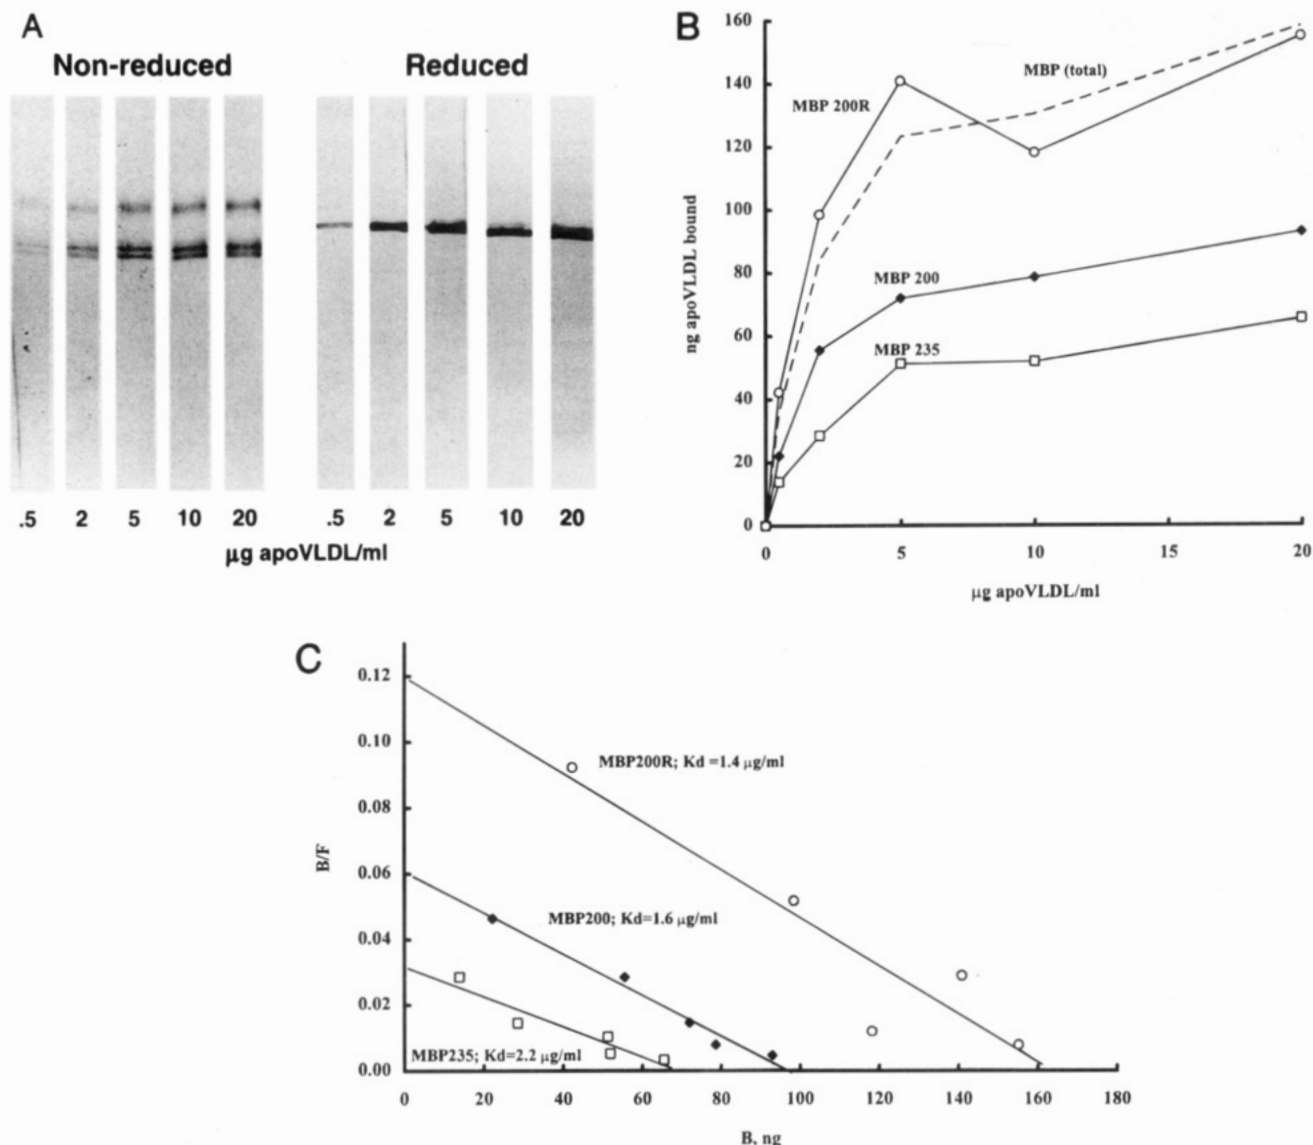 A
Non-reduced Reduced
.5 2 5 10 20 .5 2 5 10 20
µg apoVLDL/ml
B
160
140
120
100
80
60
40
20
0
ng apoVLDL bound
MBP (total)
MBP 200R
MBP 200
MBP 235
0 5 10 15 20
µg apoVLDL/ml
C
0.12
0.10
0.08
0.06
0.04
0.02
0.00
B/F
MBP200R; Kd =1.4 µg/ml
MBP200; Kd=1.6 µg/ml
MBP235; Kd=2.2 µg/ml
0 20 40 60 80 100 120 140 160 180
B, ng